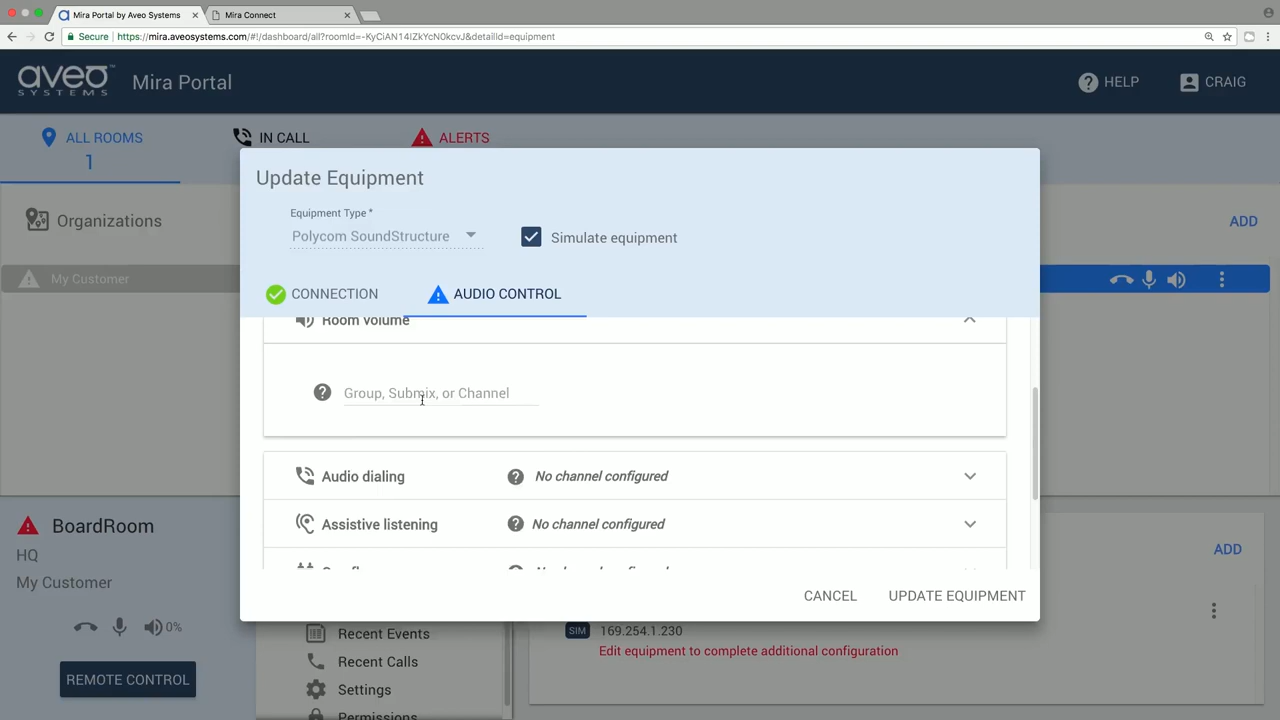 Mira Portal by Aveo Systems
Mira Connect
Secure
https://mira.aveosystems.com/#!/dashboard/all?roomId=-KyCiAN14IZkYcN0kcvJ&detailId=equipment
aveo
SYSTEMS
Mira Portal
HELP
CRAIG
ALL ROOMS
1
IN CALL
ALERTS
Organizations
ADD
My Customer
Update Equipment
Equipment Type *
Polycom SoundStructure
Simulate equipment
CONNECTION
AUDIO CONTROL
Room volume
Group, Submix, or Channel
Audio dialing
No channel configured
Assistive listening
No channel configured
CANCEL
UPDATE EQUIPMENT
BoardRoom
HQ
My Customer
0%
REMOTE CONTROL
Recent Events
Recent Calls
Settings
Permissions
ADD
SIM
169.254.1.230
Edit equipment to complete additional configuration